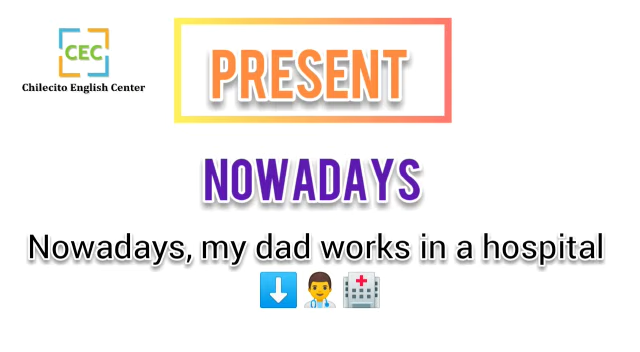 CEC
Chilecito English Center
PRESENT
NOWADAYS
Nowadays, my dad works in a hospital